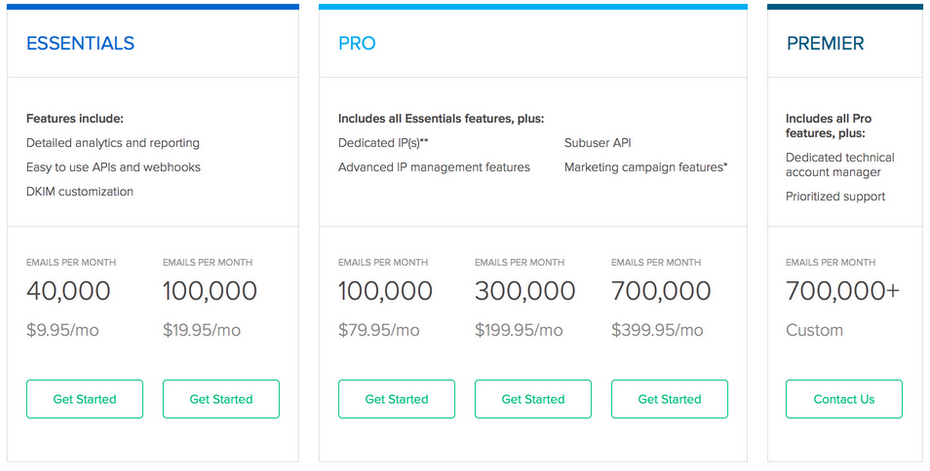 ESSENTIALS
Features include:
Detailed analytics and reporting
Easy to use APIs and webhooks
DKIM customization
EMAILS PER MONTH
40,000
$9.95/mo
Get Started
EMAILS PER MONTH
100,000
$19.95/mo
Get Started
PRO
Includes all Essentials features, plus:
Dedicated IP(s)**
Advanced IP management features
Subuser API
Marketing campaign features*
EMAILS PER MONTH
100,000
$79.95/mo
Get Started
EMAILS PER MONTH
300,000
$199.95/mo
Get Started
EMAILS PER MONTH
700,000
$399.95/mo
Get Started
PREMIER
Includes all Pro
features, plus:
Dedicated technical
account manager
Prioritized support
EMAILS PER MONTH
700,000+
Custom
Contact Us